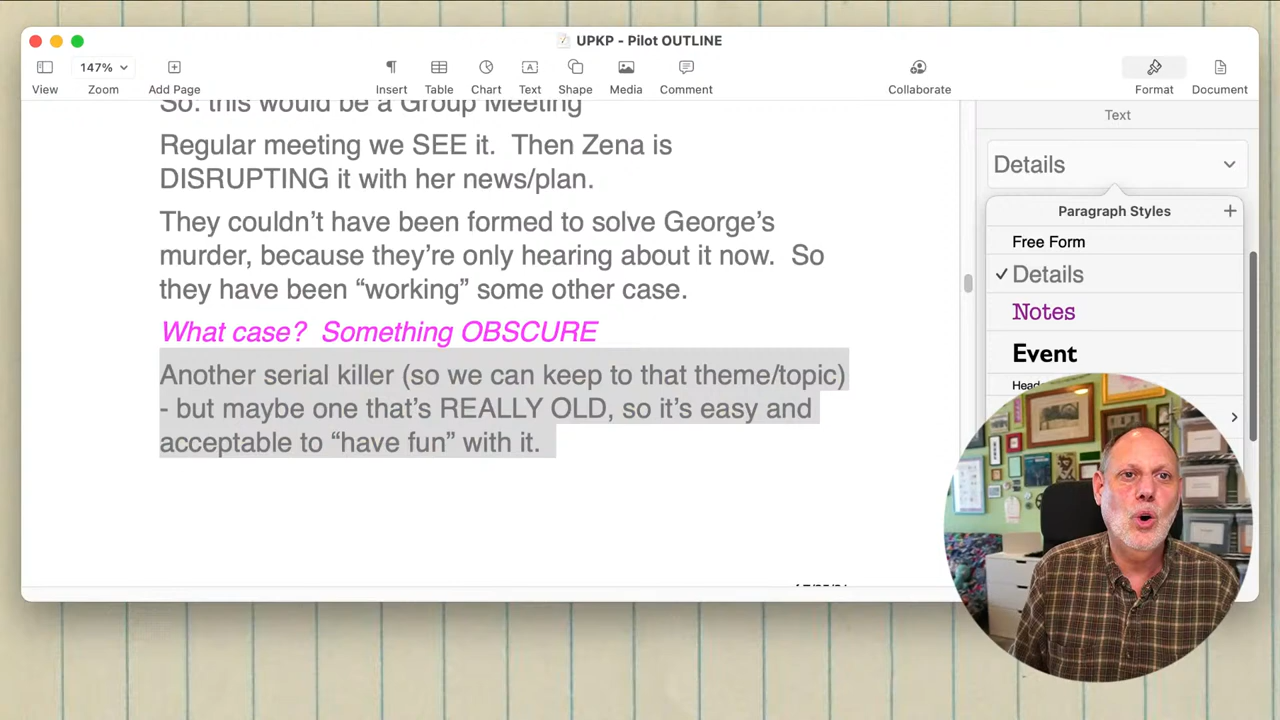 UPKP - Pilot OUTLINE
147%
View
Zoom
Add Page
Insert
Table
Chart
Text
Shape
Media
Comment
Collaborate
Format
Document
So: this would be a Group Meeting
Regular meeting we SEE it.  Then Zena is
DISRUPTING it with her news/plan.
They couldn’t have been formed to solve George’s
murder, because they’re only hearing about it now.  So
they have been “working” some other case.
What case?  Something OBSCURE
Another serial killer (so we can keep to that theme/topic)
- but maybe one that’s REALLY OLD, so it’s easy and
acceptable to “have fun” with it.
Text
Details
Paragraph Styles
Free Form
Details
Notes
Event